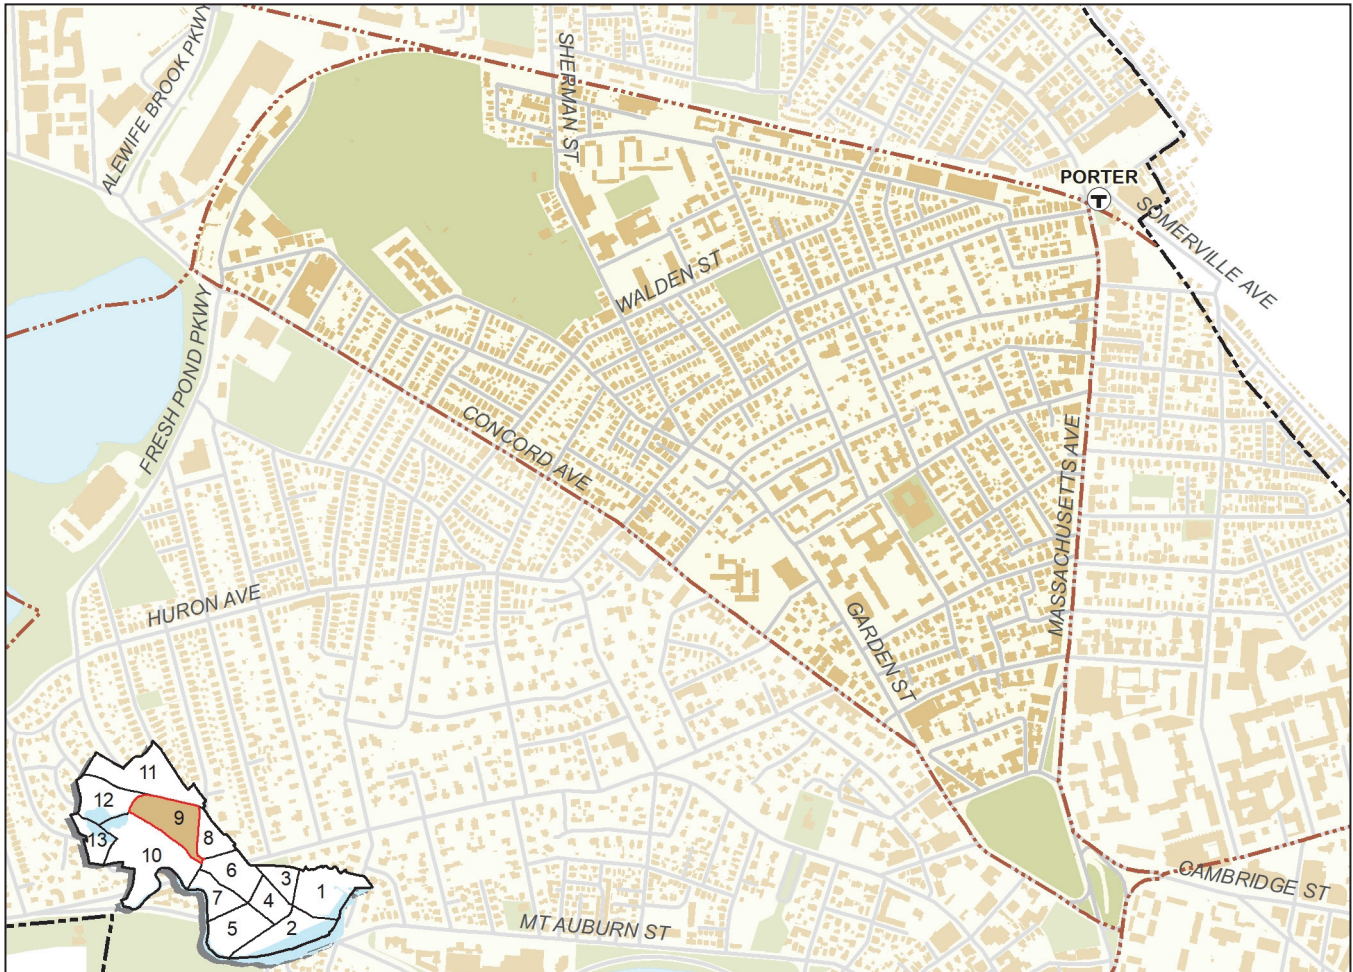 ALEWIFE BROOK PKWY
SHERMAN ST
PORTER
T
SOMERVILLE AVE
WALDEN ST
FRESH POND PKWY
CONCORD AVE
MASSACHUSETTS AVE
HURON AVE
GARDEN ST
CAMBRIDGE ST
MT AUBURN ST
11
12
9
13
8
10
6
3
1
7
4
5
2